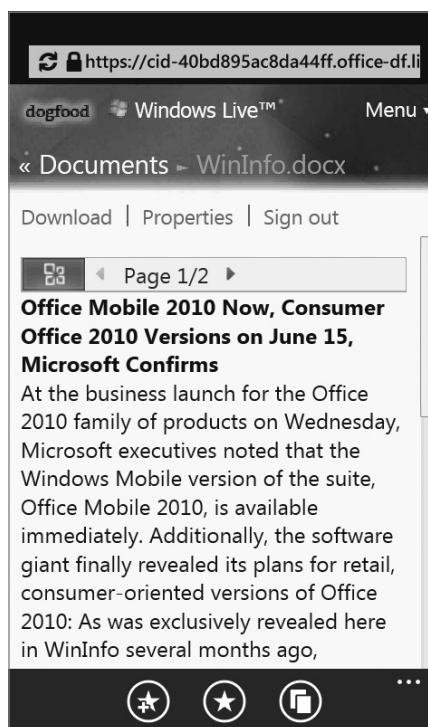 https://cid-40bd895ac8da44ff.office-df.li
dogfood Windows Live™ Menu
« Documents WinInfo.docx
Download | Properties | Sign out
Page 1/2
Office Mobile 2010 Now, Consumer
Office 2010 Versions on June 15,
Microsoft Confirms
At the business launch for the Office
2010 family of products on Wednesday,
Microsoft executives noted that the
Windows Mobile version of the suite,
Office Mobile 2010, is available
immediately. Additionally, the software
giant finally revealed its plans for retail,
consumer-oriented versions of Office
2010: As was exclusively revealed here
in WinInfo several months ago,